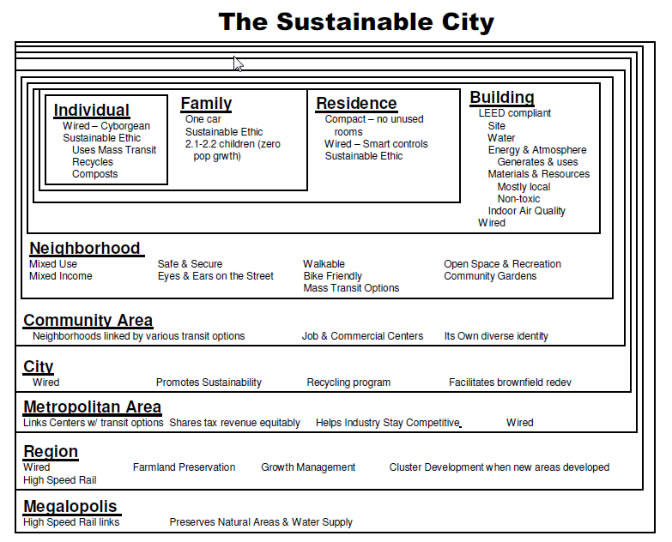 The Sustainable City
Individual
Wired – Cyborgean
Sustainable Ethic
Uses Mass Transit
Recycles
Composts
Family
One car
Sustainable Ethic
2.1-2.2 children (zero
pop grwth)
Residence
Compact – no unused
rooms
Wired – Smart controls
Sustainable Ethic
Building
LEED compliant
Site
Water
Energy & Atmosphere
Generates & uses
Materials & Resources
Mostly local
Non-toxic
Indoor Air Quality
Wired
Neighborhood
Mixed Use
Mixed Income
Safe & Secure
Eyes & Ears on the Street
Walkable
Bike Friendly
Mass Transit Options
Open Space & Recreation
Community Gardens
Community Area
Neighborhoods linked by various transit options
Job & Commercial Centers
Its Own diverse identity
City
Wired
Promotes Sustainability
Recycling program
Facilitates brownfield redev
Metropolitan Area
Links Centers w/ transit options
Shares tax revenue equitably
Helps Industry Stay Competitive
Wired
Region
Wired
High Speed Rail
Farmland Preservation
Growth Management
Cluster Development when new areas developed
Megalopolis
High Speed Rail links
Preserves Natural Areas & Water Supply